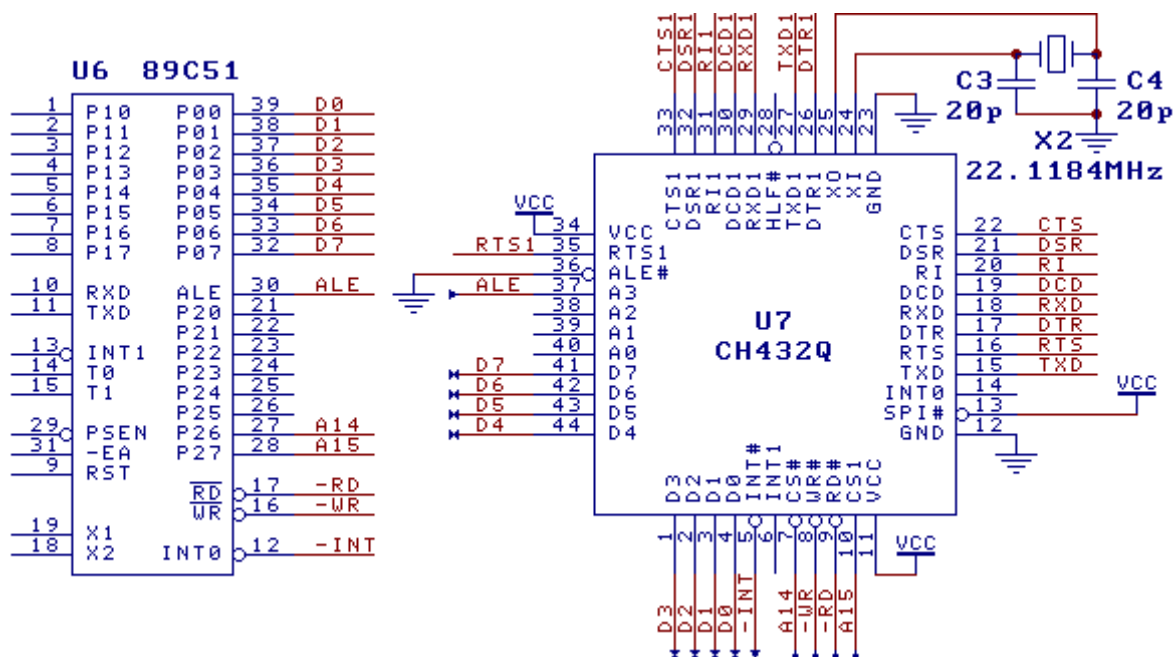 U6 89C51
1 P10 P00 39 D0
2 P11 P01 38 D1
3 P12 P02 37 D2
4 P13 P03 36 D3
5 P14 P04 35 D4
6 P15 P05 34 D5
7 P16 P06 33 D6
8 P17 P07 32 D7
10 RXD ALE 30 ALE
11 TXD P20 21
P21 22
13 INT1 P22 23
14 T0 P23 24
15 T1 P24 25
P25 26
29 PSEN P26 27 A14
31 -EA P27 28 A15
9 RST
RD 17 -RD
WR 16 -WR
19 X1
18 X2 INT0 12 -INT
CTS1 DSR1 RI1 DCD1 RXD1 TXD1 DTR1
33 32 31 30 29 28 27 26 25 24 23
CTS1 DSR1 RI1 DCD1 RXD1 HLF# TXD1 DTR1 XO XI GND
C3 C4
20p 20p
X2
22.1184MHz
VCC
34 VCC
RTS1 35 RTS1
36 ALE#
ALE 37 A3
38 A2
39 A1
40 A0
D7 41 D7
D6 42 D6
D5 43 D5
D4 44 D4
U7
CH432Q
CTS 22 CTS
DSR 21 DSR
RI 20 RI
DCD 19 DCD
RXD 18 RXD
DTR 17 DTR
RTS 16 RTS
TXD 15 TXD
INT0 14
SPI# 13 VCC
GND 12
D3 D2 D1 D0 INT# INT1 CS# WR# RD# CS1 VCC
1 2 3 4 5 6 7 8 9 10 11
VCC
D3 D2 D1 D0 -INT A14 -WR -RD A15